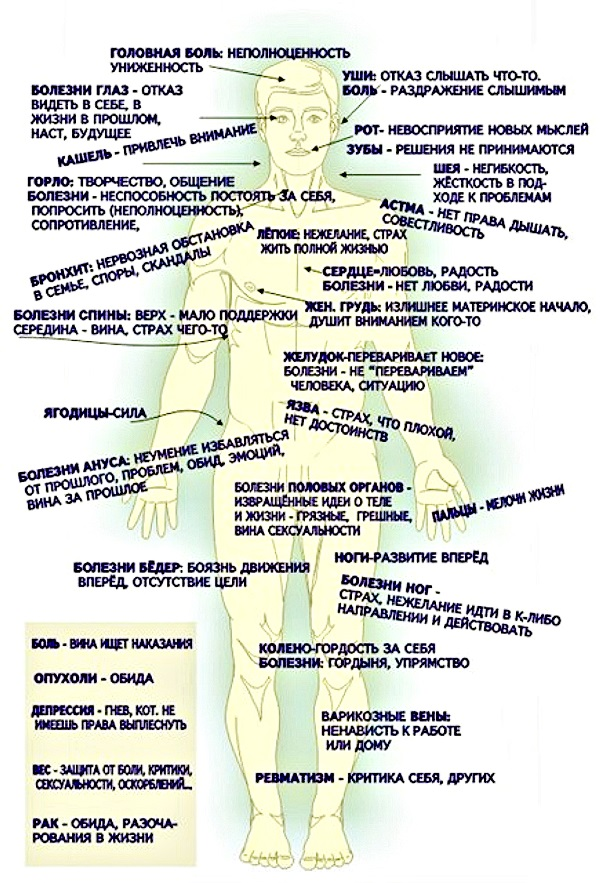 ГОЛОВНАЯ БОЛЬ: НЕПОЛНОЦЕННОСТЬ
УНИЖЕННОСТЬ
БОЛЕЗНИ ГЛАЗ - ОТКАЗ
ВИДЕТЬ В СЕБЕ, В
ЖИЗНИ В ПРОШЛОМ,
НАСТ, БУДУЩЕЕ
УШИ: ОТКАЗ СЛЫШАТЬ ЧТО-ТО.
БОЛЬ - РАЗДРАЖЕНИЕ СЛЫШИМЫМ
РОТ- НЕВОСПРИЯТИЕ НОВЫХ МЫСЛЕЙ
ЗУБЫ - РЕШЕНИЯ НЕ ПРИНИМАЮТСЯ
КАШЕЛЬ - ПРИВЛЕЧЬ ВНИМАНИЕ
ШЕЯ - НЕГИБКОСТЬ,
ЖЁСТКОСТЬ В ПОД-
ХОДЕ К ПРОБЛЕМАМ
ГОРЛО: ТВОРЧЕСТВО, ОБЩЕНИЕ
БОЛЕЗНИ - НЕСПОСОБНОСТЬ ПОСТОЯТЬ ЗА СЕБЯ,
ПОПРОСИТЬ (НЕПОЛНОЦЕННОСТЬ),
СОПРОТИВЛЕНИЕ,
АСТМА - НЕТ ПРАВА ДЫШАТЬ,
СОВЕСТЛИВОСТЬ
ЛЁГКИЕ: НЕЖЕЛАНИЕ, СТРАХ
ЖИТЬ ПОЛНОЙ ЖИЗНЬЮ
БРОНХИТ: НЕРВОЗНАЯ ОБСТАНОВКА
В СЕМЬЕ, СПОРЫ, СКАНДАЛЫ
СЕРДЦЕ=ЛЮБОВЬ, РАДОСТЬ
БОЛЕЗНИ - НЕТ ЛЮБВИ, РАДОСТИ
ЖЕН. ГРУДЬ: ИЗЛИШНЕЕ МАТЕРИНСКОЕ НАЧАЛО,
ДУШИТ ВНИМАНИЕМ КОГО-ТО
БОЛЕЗНИ СПИНЫ: ВЕРХ - МАЛО ПОДДЕРЖКИ
СЕРЕДИНА - ВИНА, СТРАХ ЧЕГО-ТО
ЖЕЛУДОК-ПЕРЕВАРИВАЕТ НОВОЕ:
БОЛЕЗНИ - НЕ "ПЕРЕВАРИВАЕМ"
ЧЕЛОВЕКА, СИТУАЦИЮ
ЯГОДИЦЫ-СИЛА
ЯЗВА - СТРАХ, ЧТО ПЛОХОЙ,
НЕТ ДОСТОИНСТВ
БОЛЕЗНИ АНУСА: НЕУМЕНИЕ ИЗБАВЛЯТЬСЯ
ОТ ПРОШЛОГО, ПРОБЛЕМ, ОБИД, ЭМОЦИЙ,
ВИНА ЗА ПРОШЛОЕ
БОЛЕЗНИ ПОЛОВЫХ ОРГАНОВ -
ИЗВРАЩЁННЫЕ ИДЕИ О ТЕЛЕ
И ЖИЗНИ - ГРЯЗНЫЕ, ГРЕШНЫЕ,
ВИНА СЕКСУАЛЬНОСТИ
ПАЛЬЦЫ - МЕЛОЧИ ЖИЗНИ
НОГИ-РАЗВИТИЕ ВПЕРЁД
БОЛЕЗНИ БЁДЕР: БОЯЗНЬ ДВИЖЕНИЯ
ВПЕРЁД, ОТСУТСТВИЕ ЦЕЛИ
БОЛЕЗНИ НОГ -
СТРАХ, НЕЖЕЛАНИЕ ИДТИ В К-ЛИБО
НАПРАВЛЕНИИ И ДЕЙСТВОВАТЬ
КОЛЕНО-ГОРДОСТЬ ЗА СЕБЯ
БОЛЕЗНИ: ГОРДЫНЯ, УПРЯМСТВО
ВАРИКОЗНЫЕ ВЕНЫ:
НЕНАВИСТЬ К РАБОТЕ
ИЛИ ДОМУ
РЕВМАТИЗМ - КРИТИКА СЕБЯ, ДРУГИХ
БОЛЬ - ВИНА ИЩЕТ НАКАЗАНИЯ
ОПУХОЛИ - ОБИДА
ДЕПРЕССИЯ - ГНЕВ, КОТ. НЕ
ИМЕЕШЬ ПРАВА ВЫПЛЕСНУТЬ
ВЕС - ЗАЩИТА ОТ БОЛИ, КРИТИКИ,
СЕКСУАЛЬНОСТИ, ОСКОРБЛЕНИЙ...
РАК - ОБИДА, РАЗОЧА-
РОВАНИЯ В ЖИЗНИ